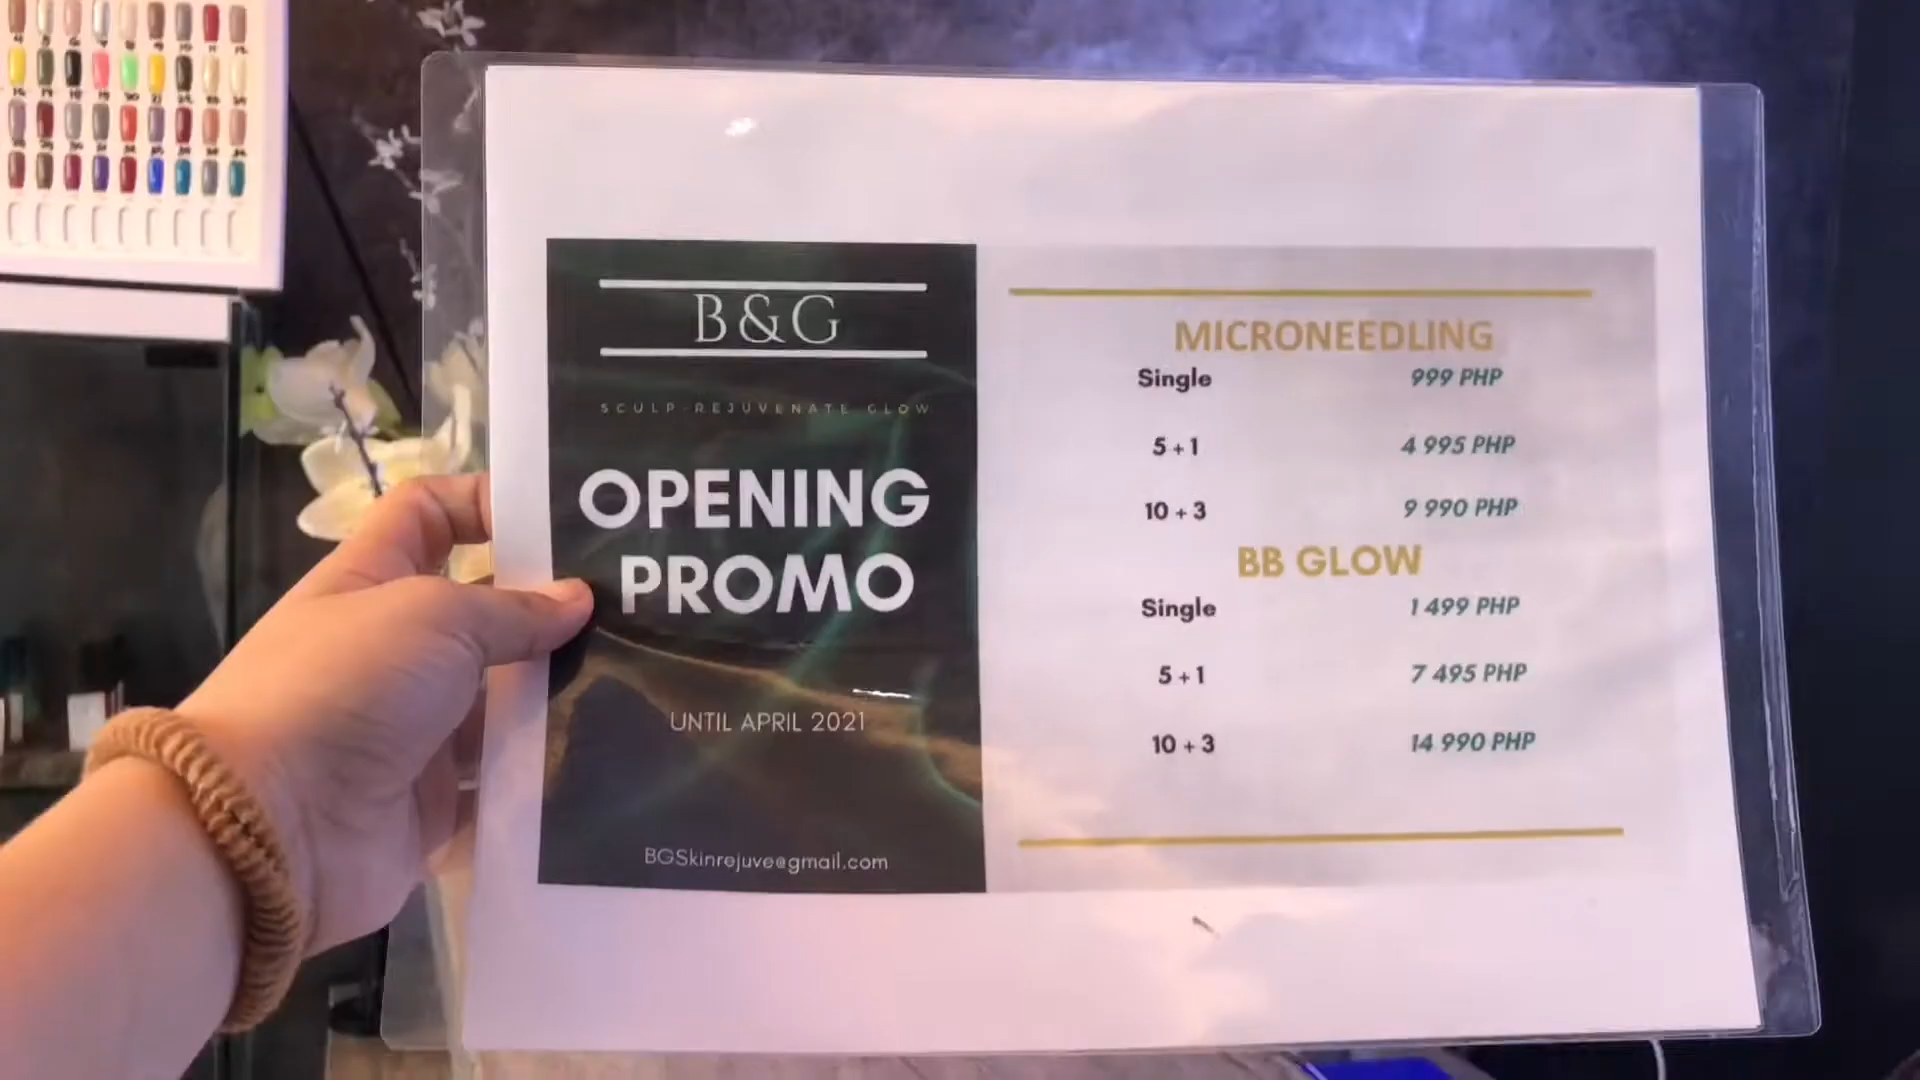 B&G
SCULP-REJUVENATE GLOW
OPENING
PROMO
UNTIL APRIL 2021
BGSkinrejuve@gmail.com
MICRONEEDLING
Single 999 PHP
5 + 1 4 995 PHP
10 + 3 9 990 PHP
BB GLOW
Single 1 499 PHP
5 + 1 7 495 PHP
10 + 3 14 990 PHP